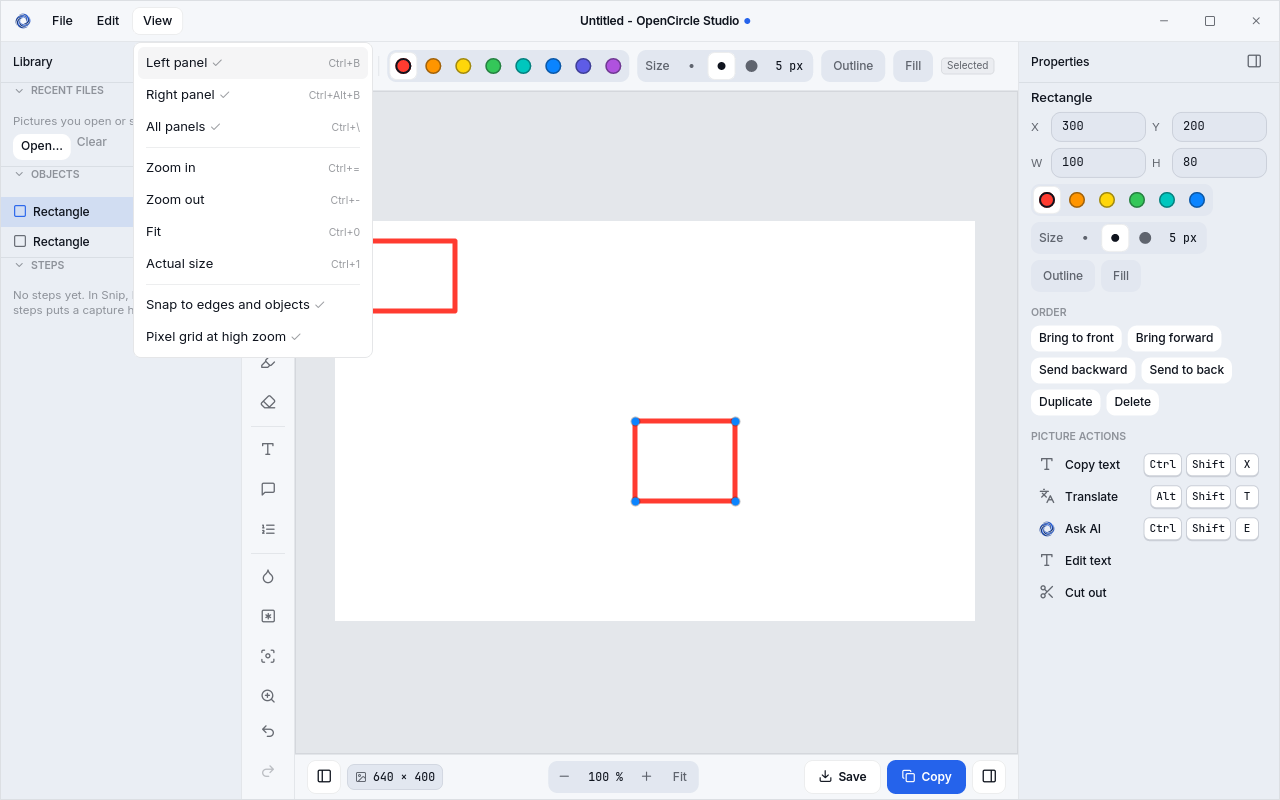 File Edit View
Untitled - OpenCircle Studio
Library
Left panel Ctrl+B
Right panel Ctrl+Alt+B
All panels Ctrl+\
Zoom in Ctrl+=
Zoom out Ctrl+-
Fit Ctrl+0
Actual size Ctrl+1
Snap to edges and objects
Pixel grid at high zoom
RECENT FILES
Pictures you open or s
Open... Clear
OBJECTS
Rectangle
Rectangle
STEPS
No steps yet. In Snip,
steps puts a capture h
Size 5 px Outline Fill Selected
Properties
Rectangle
X 300 Y 200
W 100 H 80
Size 5 px
Outline Fill
ORDER
Bring to front Bring forward
Send backward Send to back
Duplicate Delete
PICTURE ACTIONS
Copy text Ctrl Shift X
Translate Alt Shift T
Ask AI Ctrl Shift E
Edit text
Cut out
640 × 400
100 % Fit
Save Copy